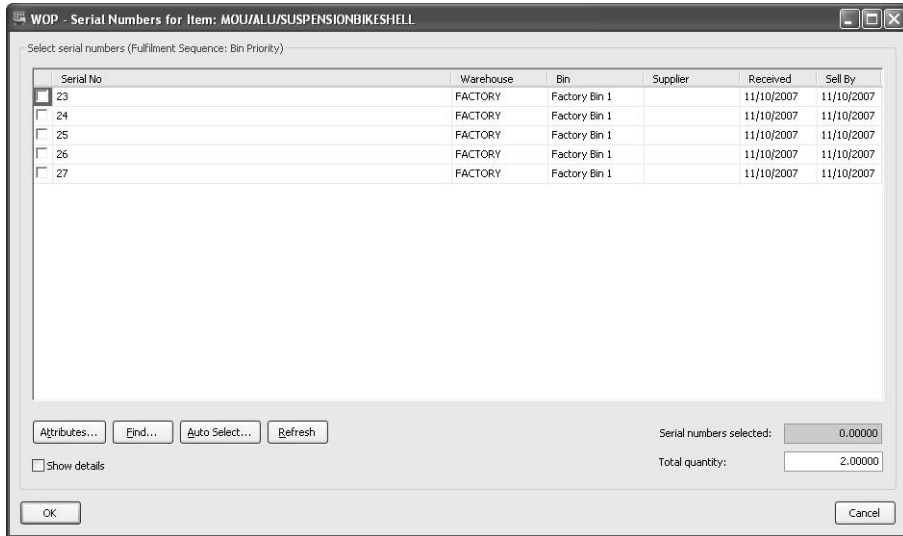 WOP - Serial Numbers for Item: MOU/ALU/SUSPENSIONBIKESHELL
Select serial numbers (Fulfilment Sequence: Bin Priority)
Serial No Warehouse Bin Supplier Received Sell By
23 FACTORY Factory Bin 1 11/10/2007 11/10/2007
24 FACTORY Factory Bin 1 11/10/2007 11/10/2007
25 FACTORY Factory Bin 1 11/10/2007 11/10/2007
26 FACTORY Factory Bin 1 11/10/2007 11/10/2007
27 FACTORY Factory Bin 1 11/10/2007 11/10/2007
Attributes... Find... Auto Select... Refresh Serial numbers selected: 0.00000
Show details Total quantity: 2.00000
OK Cancel